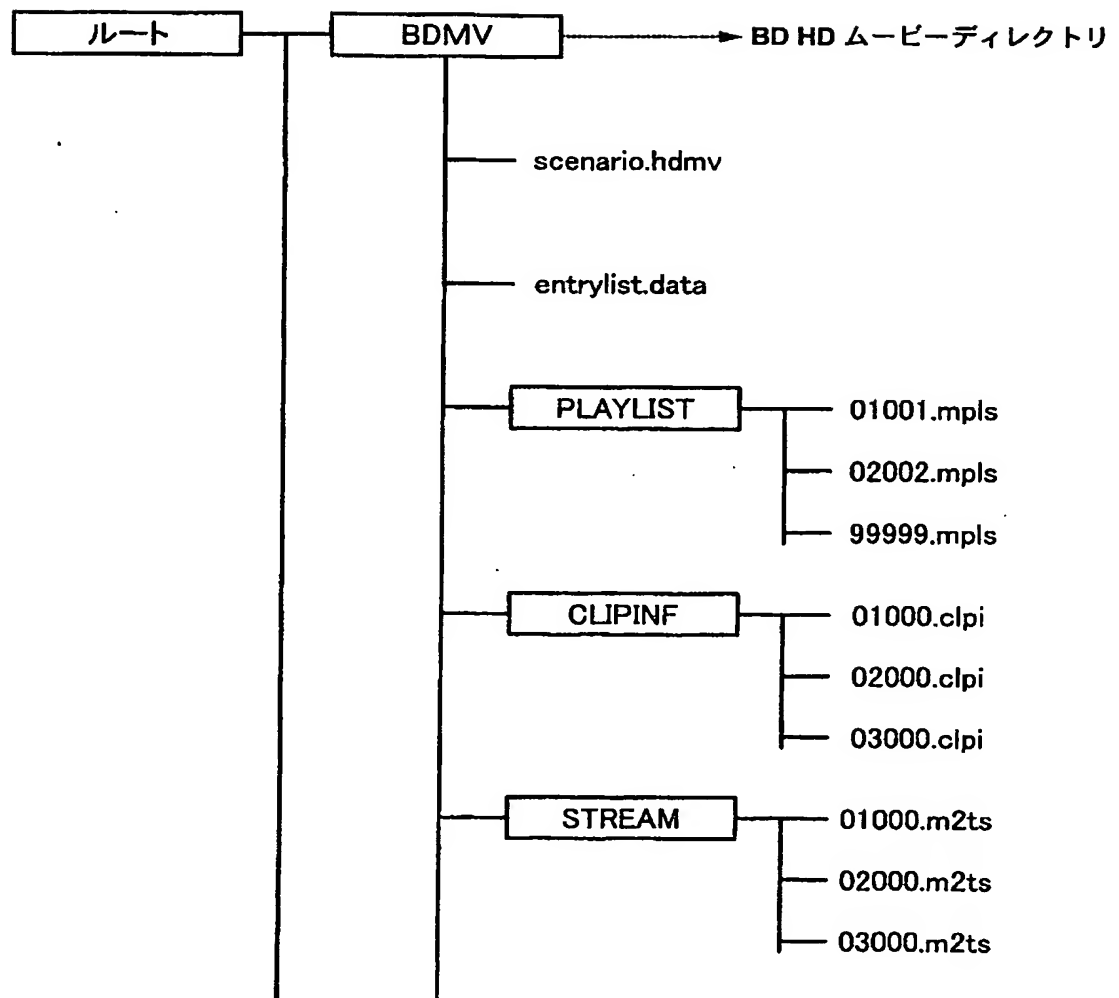 ルート
BDMV
BD HD ムービーディレクトリ
scenario.hdmv
entrylist.data
PLAYLIST
01001.mpls
02002.mpls
99999.mpls
CLIPINF
01000.clpi
02000.clpi
03000.clpi
STREAM
01000.m2ts
02000.m2ts
03000.m2ts